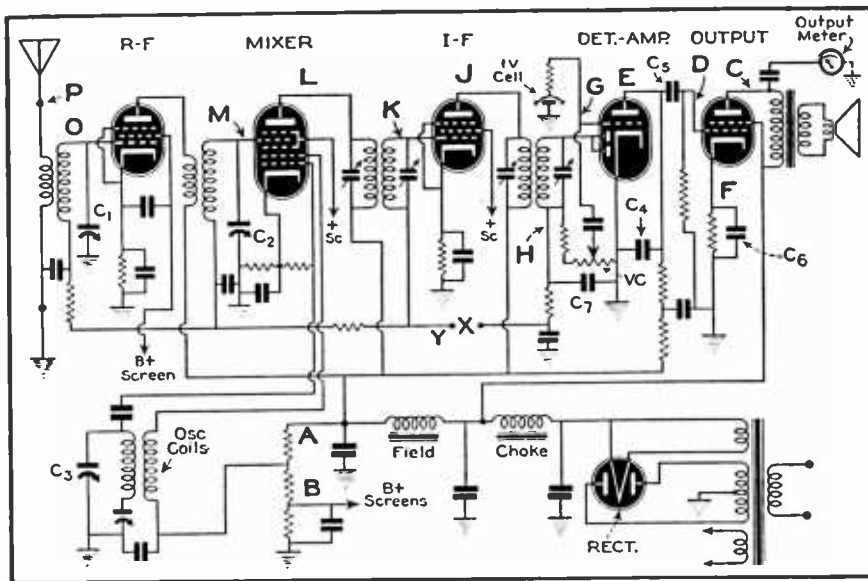 R-F
MIXER
I-F
DET.-AMP.
OUTPUT
Output
Meter
P
O
M
L
K
J
1V
Cell
G
E
C5
D
C
C1
C2
+
Sc
+
Sc
H
C4
VC
C7
F
C6
Y
X
B+
Screen
C3
Osc
Coils
A
B
Field
Choke
B+
Screens
RECT.